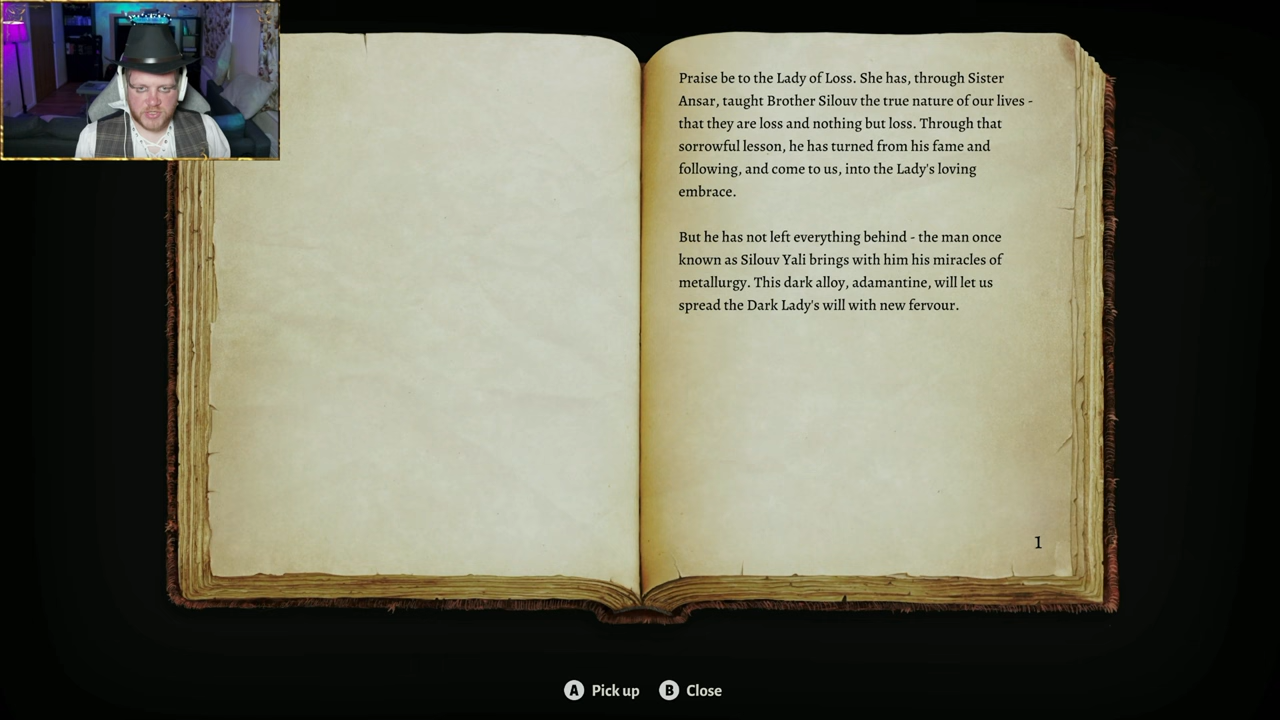 Praise be to the Lady of Loss. She has, through Sister
Ansar, taught Brother Silouv the true nature of our lives -
that they are loss and nothing but loss. Through that
sorrowful lesson, he has turned from his fame and
following, and come to us, into the Lady's loving
embrace.
But he has not left everything behind - the man once
known as Silouv Yali brings with him his miracles of
metallurgy. This dark alloy, adamantine, will let us
spread the Dark Lady's will with new fervour.
1
A Pick up B Close